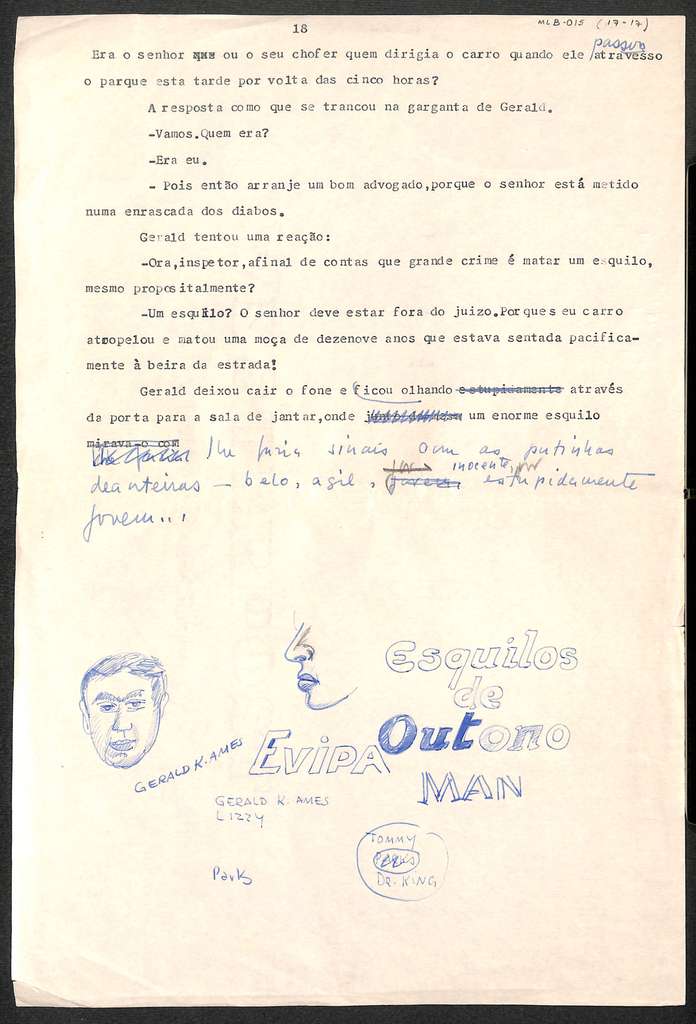 18
MLB-015 (17-17)
passou
Era o senhor que ou o seu chofer quem dirigia o carro quando ele /atravesso
o parque esta tarde por volta das cinco horas?
A resposta como que se trancou na garganta de Gerald.
-Vamos.Quem era?
-Era eu.
- Pois então arranje um bom advogado,porque o senhor está metido
numa enrascada dos diabos.
Gerald tentou uma reação:
-Ora,inspetor,afinal de contas que grande crime é matar um esquilo,
mesmo propositalmente?
-Um esquilo? O senhor deve estar fora do juizo.Porque seu carro
atropelou e matou uma moça de dezenove anos que estava sentada pacifica-
mente à beira da estrada!
Gerald deixou cair o fone e ficou olhando estupidamente através
da porta para a sala de jantar,onde um enorme esquilo
mirava-o com
lhe fazia sinais com as patinhas
inocente,
deanteiras — belo, agil, jovem, estupidamente
jovem...
Esquilos
de
Outono
GERALD K. AMES
EVIPA
MAN
GERALD K. AMES
LIZZY
TOMMY
DR. KING
Park